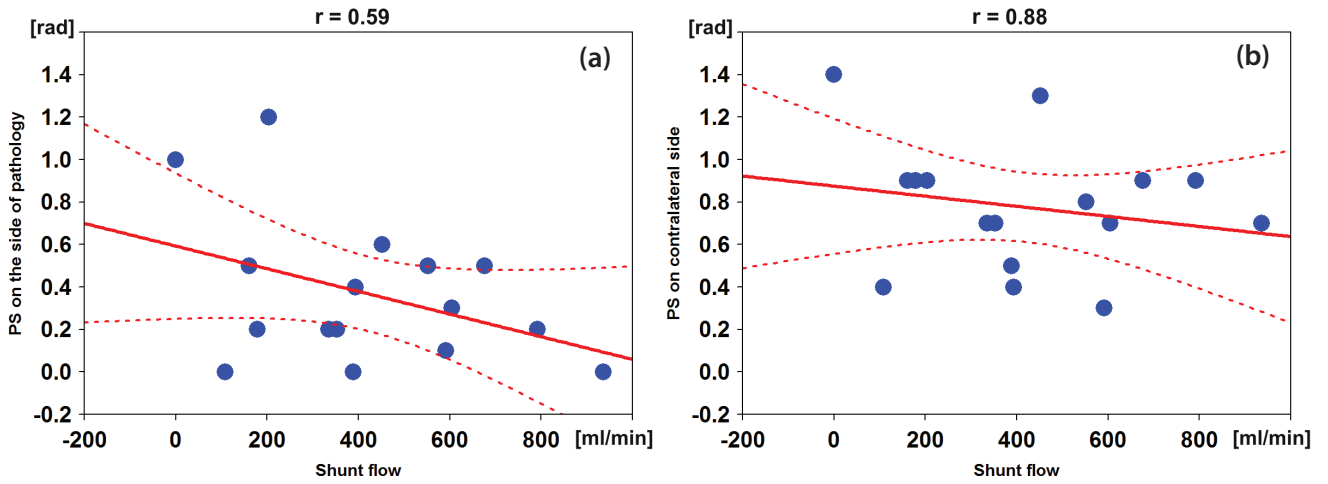 r = 0.59
[rad]
(a)
PS on the side of pathology
1.4
1.2
1.0
0.8
0.6
0.4
0.2
0.0
-0.2
-200 0 200 400 600 800 [ml/min]
Shunt flow
r = 0.88
[rad]
(b)
PS on contralateral side
1.4
1.2
1.0
0.8
0.6
0.4
0.2
0.0
-0.2
-200 0 200 400 600 800 [ml/min]
Shunt flow